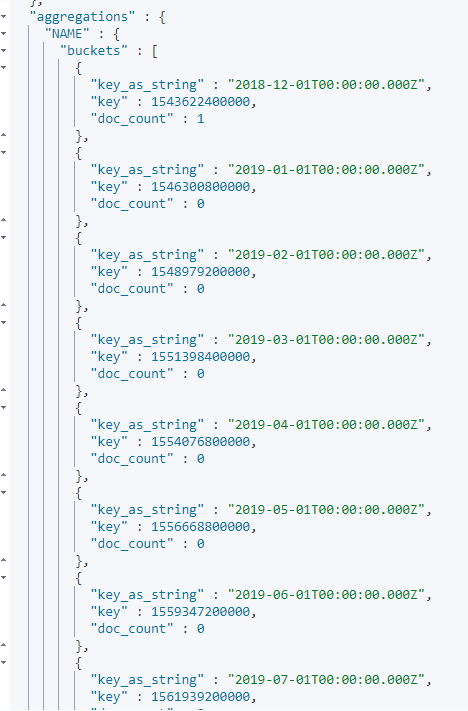 },
"aggregations" : {
"NAME" : {
"buckets" : [
{
"key_as_string" : "2018-12-01T00:00:00.000Z",
"key" : 1543622400000,
"doc_count" : 1
},
{
"key_as_string" : "2019-01-01T00:00:00.000Z",
"key" : 1546300800000,
"doc_count" : 0
},
{
"key_as_string" : "2019-02-01T00:00:00.000Z",
"key" : 1548979200000,
"doc_count" : 0
},
{
"key_as_string" : "2019-03-01T00:00:00.000Z",
"key" : 1551398400000,
"doc_count" : 0
},
{
"key_as_string" : "2019-04-01T00:00:00.000Z",
"key" : 1554076800000,
"doc_count" : 0
},
{
"key_as_string" : "2019-05-01T00:00:00.000Z",
"key" : 1556668800000,
"doc_count" : 0
},
{
"key_as_string" : "2019-06-01T00:00:00.000Z",
"key" : 1559347200000,
"doc_count" : 0
},
{
"key_as_string" : "2019-07-01T00:00:00.000Z",
"key" : 1561939200000,